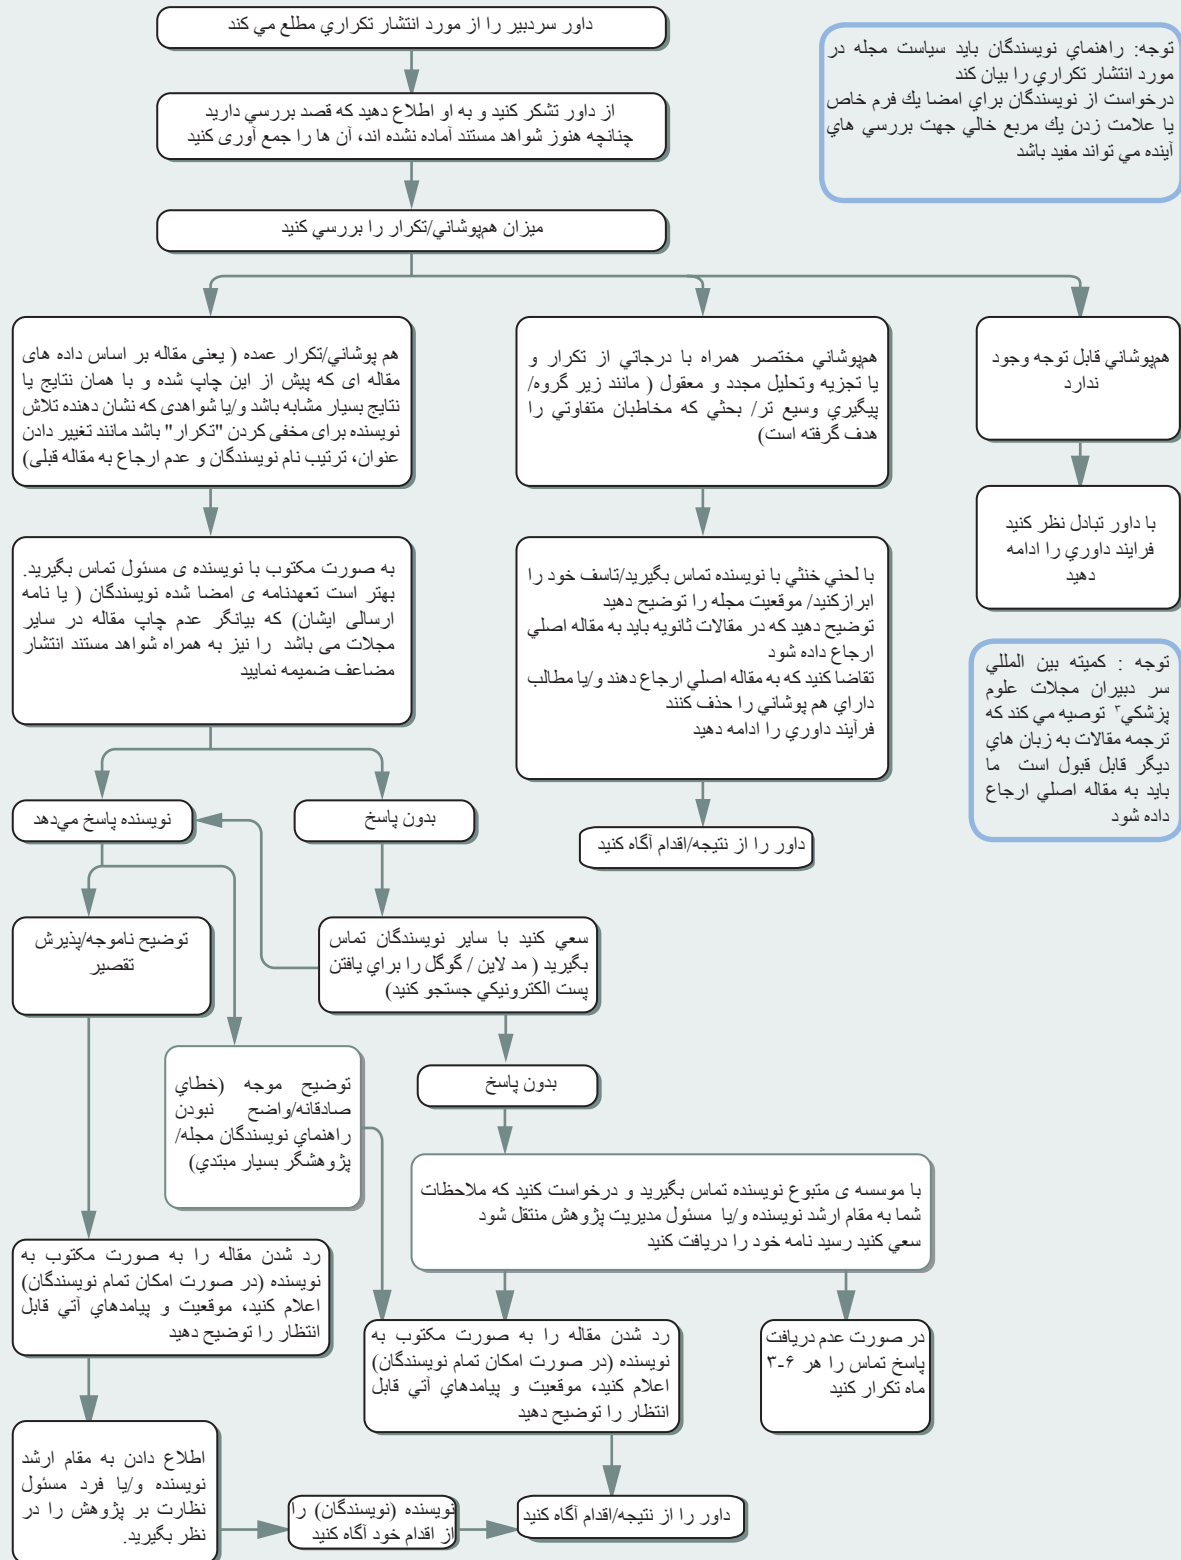 داور سردبیر را از مورد انتشار تکراري مطلع مي کند
توجه: راهنماي نویسندگان باید سیاست مجله در
مورد انتشار تکراري را بیان کند
درخواست از نویسندگان براي امضا یك فرم خاص
یا علامت زدن یك مربع خالي جهت بررسي هاي
آینده مي تواند مفید باشد
از داور تشکر کنید و به او اطلاع دهید که قصد بررسي دارید
چنانچه هنوز شواهد مستند آماده نشده اند، آن ها را جمع آوری کنید
میزان هم‌پوشاني/تکرار را بررسي کنید
هم‌پوشاني قابل توجه وجود
ندارد
هم‌پوشاني مختصر همراه با درجاتي از تکرار و
یا تجزیه وتحلیل مجدد و معقول ( مانند زیر گروه/
پیگیري وسیع تر/ بحثي که مخاطبان متفاوتي را
هدف گرفته است)
هم پوشاني/تکرار عمده ( یعنی مقاله بر اساس داده های
مقاله ای که پیش از این چاپ شده و با همان نتایج یا
نتایج بسیار مشابه باشد و/یا شواهدی که نشان دهنده تلاش
نویسنده برای مخفی کردن "تکرار" باشد مانند تغییر دادن
عنوان، ترتیب نام نویسندگان و عدم ارجاع به مقاله قبلی)
با داور تبادل نظر کنید
فرایند داوري را ادامه
دهید
با لحني خنثي با نویسنده تماس بگیرید/تاسف خود را
ابرازکنید/ موقعیت مجله را توضیح دهید
توضیح دهید که در مقالات ثانویه باید به مقاله اصلي
ارجاع داده شود
تقاضا کنید که به مقاله اصلي ارجاع دهند و/یا مطالب
داراي هم پوشاني را حذف کنند
فرآیند داوري را ادامه دهید
به صورت مکتوب با نویسنده ی مسئول تماس بگیرید.
بهتر است تعهدنامه ی امضا شده نویسندگان ( یا نامه
ارسالی ایشان) که بیانگر عدم چاپ مقاله در سایر
مجلات می باشد را نیز به همراه شواهد مستند انتشار
مضاعف ضمیمه نمایید
توجه : کمیته بین المللي
سر دبیران مجلات علوم
پزشکي۳ توصیه مي کند که
ترجمه مقالات به زبان هاي
دیگر قابل قبول است ما
باید به مقاله اصلي ارجاع
داده شود
بدون پاسخ
نویسنده پاسخ مي‌دهد
داور را از نتیجه/اقدام آگاه کنید
سعي کنید با سایر نویسندگان تماس
بگیرید ( مد لاین / گوگل را براي یافتن
پست الکترونیکي جستجو کنید)
توضیح ناموجه/پذیرش
تقصیر
بدون پاسخ
توضیح موجه (خطاي
صادقانه/واضح نبودن
راهنماي نویسندگان مجله/
پژوهشگر بسیار مبتدي)
با موسسه ی متبوع نویسنده تماس بگیرید و درخواست کنید که ملاحظات
شما به مقام ارشد نویسنده و/یا مسئول مدیریت پژوهش منتقل شود
سعي کنید رسید نامه خود را دریافت کنید
رد شدن مقاله را به صورت مکتوب به
نویسنده (در صورت امکان تمام نویسندگان)
اعلام کنید، موقعیت و پیامدهاي آتي قابل
انتظار را توضیح دهید
در صورت عدم دریافت
پاسخ تماس را هر ۶-۳
ماه تکرار کنید
رد شدن مقاله را به صورت مکتوب به
نویسنده (در صورت امکان تمام نویسندگان)
اعلام کنید، موقعیت و پیامدهاي آتي قابل
انتظار را توضیح دهید
اطلاع دادن به مقام ارشد
نویسنده و/یا فرد مسئول
نظارت بر پژوهش را در
نظر بگیرید.
نویسنده (نویسندگان) را
از اقدام خود آگاه کنید
داور را از نتیجه/اقدام آگاه کنید